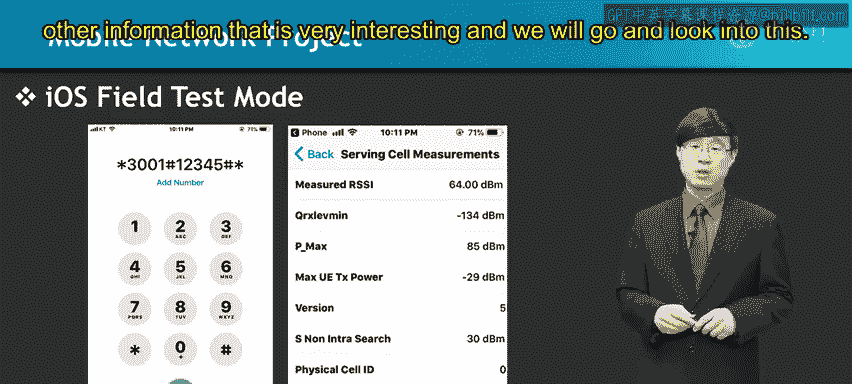 other information that is very interesting and we will go and look into this.
Mobile Network Project
❖ iOS Field Test Mode
KT 10:11 PM 71%
*3001#12345#*
Add Number
1 2 3
ABC DEF
4 5 6
GHI JKL MNO
7 8 9
PQRS TUV WXYZ
* 0 #
+
Phone 10:11 PM 71%
Back Serving Cell Measurements
Measured RSSI 64.00 dBm
Qrxlevmin -134 dBm
P_Max 85 dBm
Max UE Tx Power -29 dBm
Version 5
S Non Intra Search 30 dBm
Physical Cell ID 0